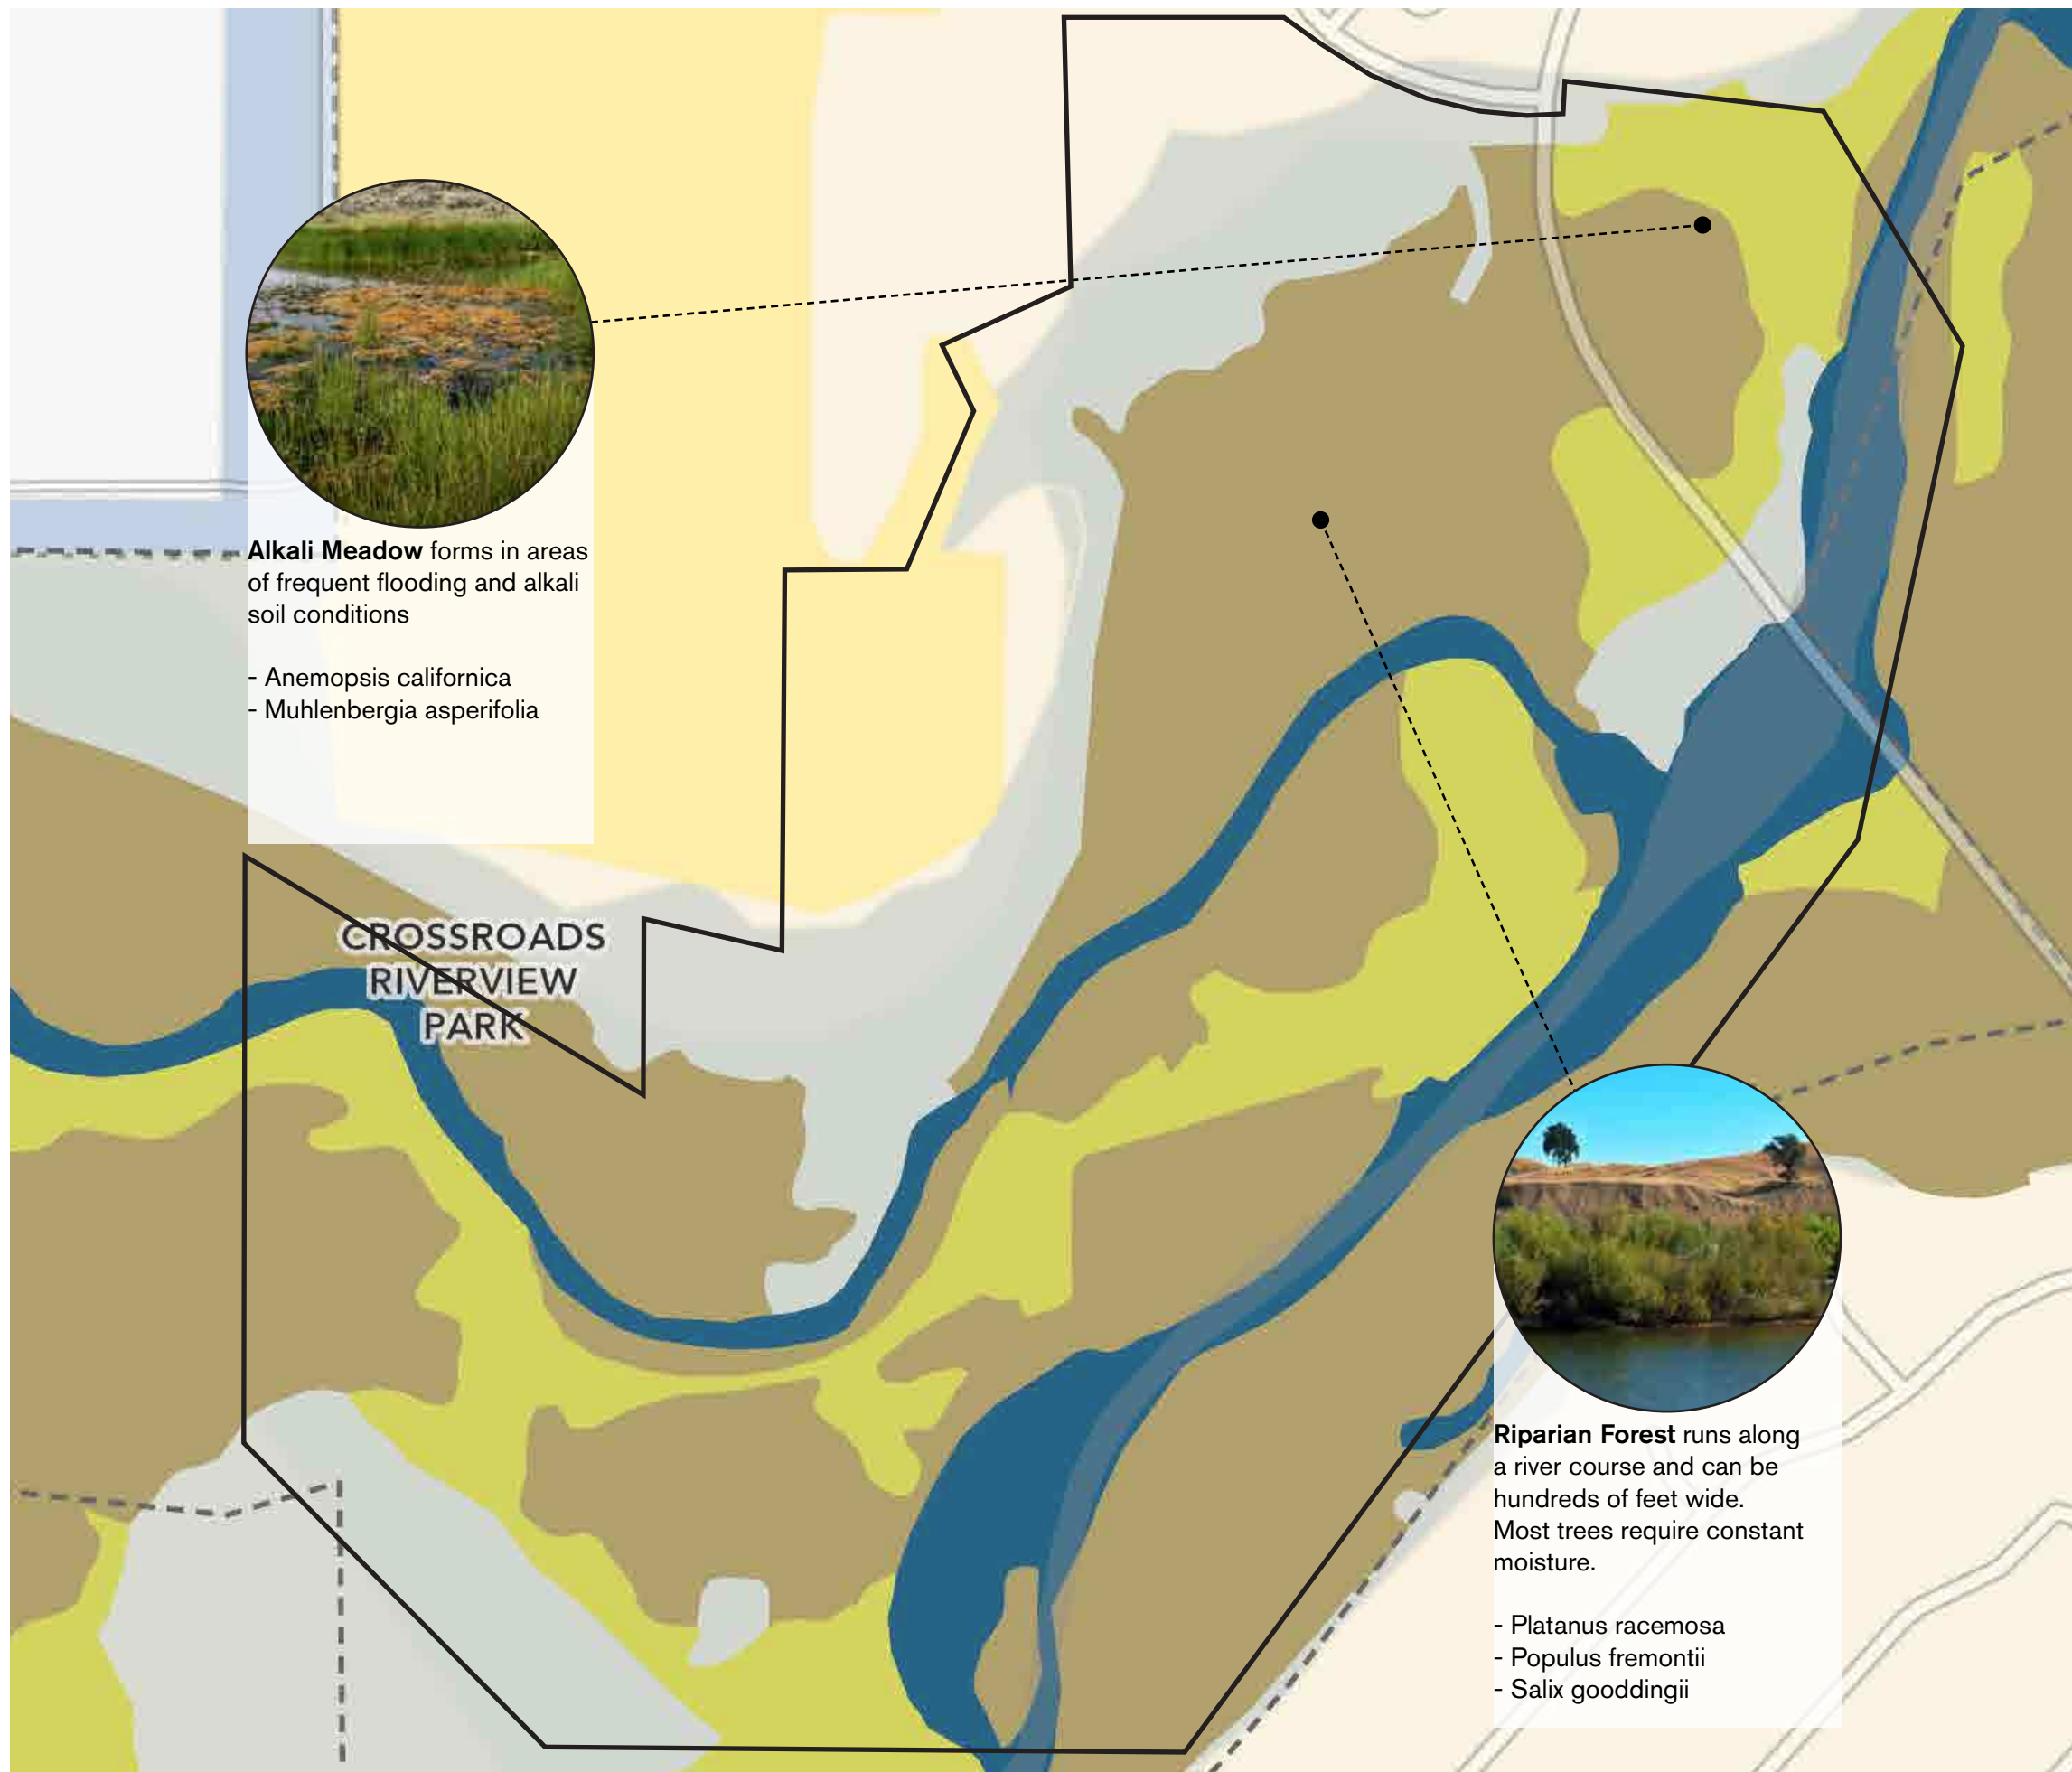 Alkali Meadow forms in areas
of frequent flooding and alkali
soil conditions
- Anemopsis californica
- Muhlenbergia asperifolia
CROSSROADS
RIVERVIEW
PARK
Riparian Forest runs along
a river course and can be
hundreds of feet wide.
Most trees require constant
moisture.
- Platanus racemosa
- Populus fremontii
- Salix gooddingii